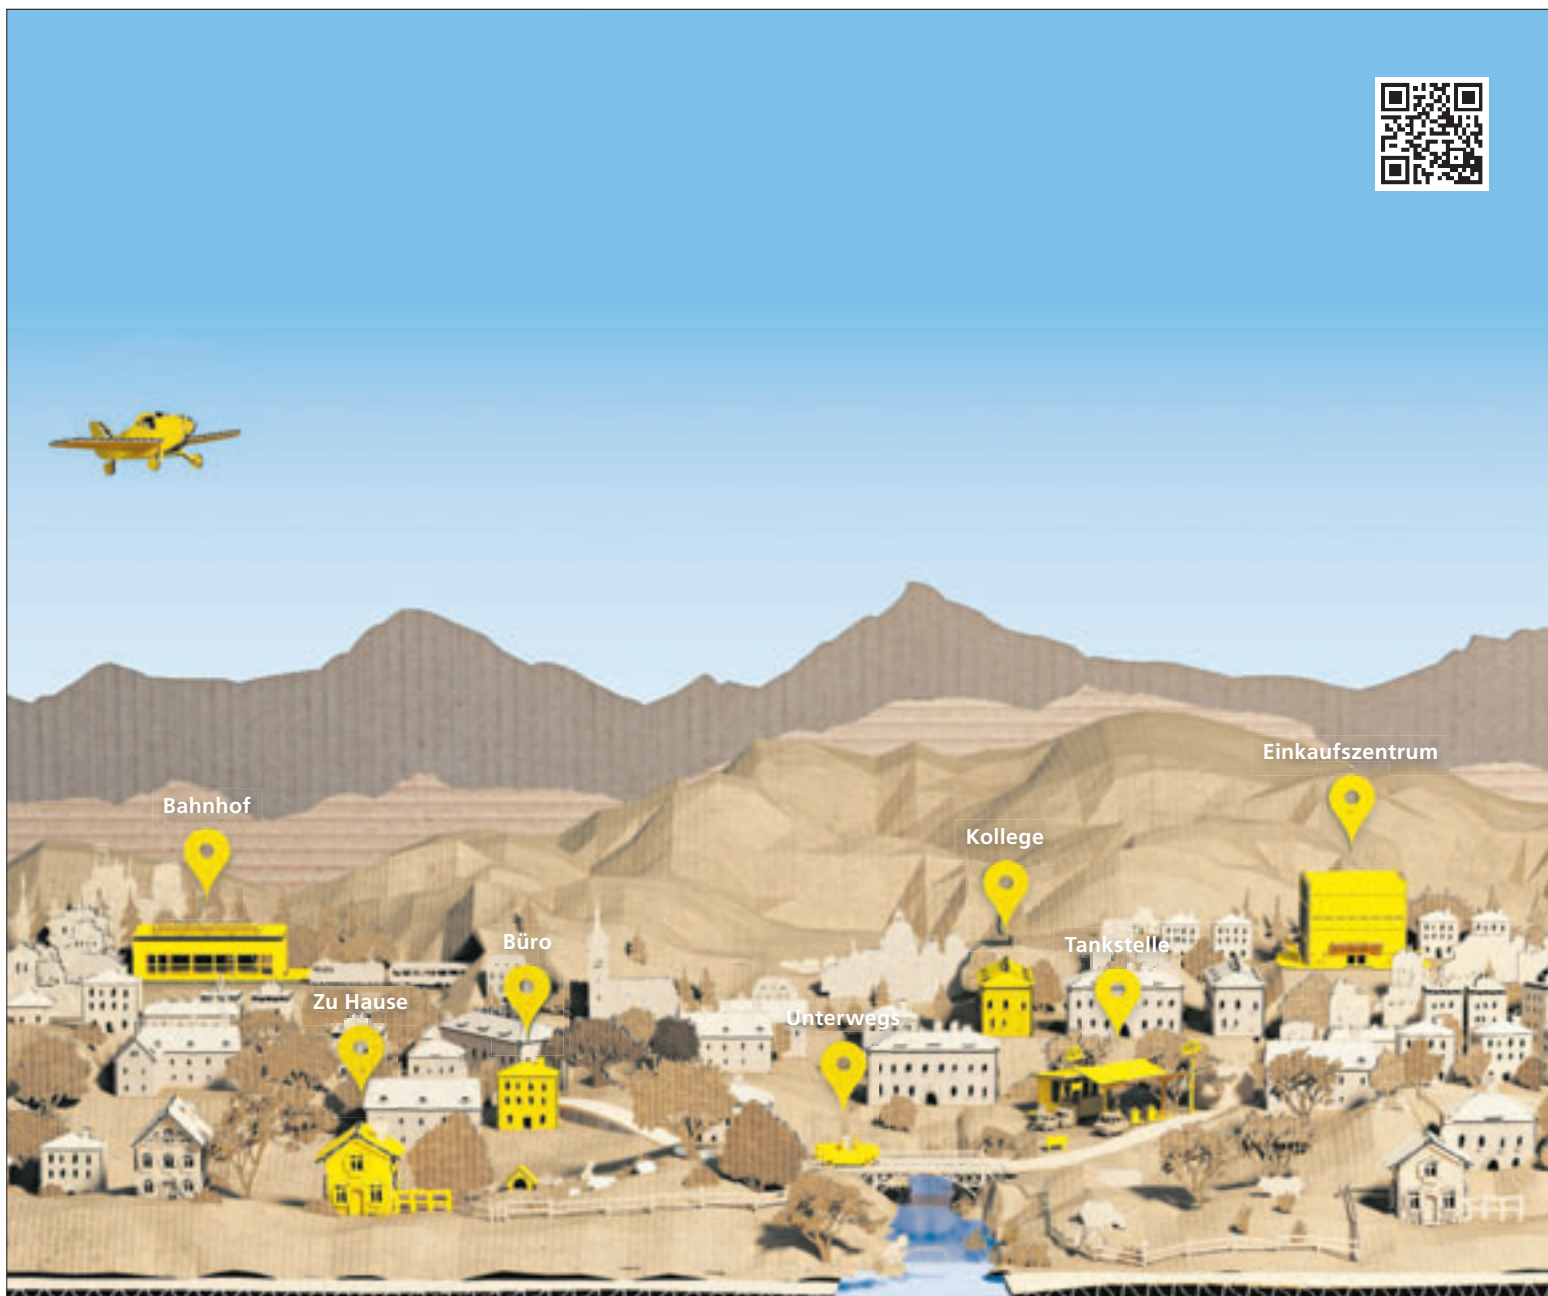 Einkaufszentrum
Bahnhof
Kollege
Büro
Tankstelle
Zu Hause
Unterwegs